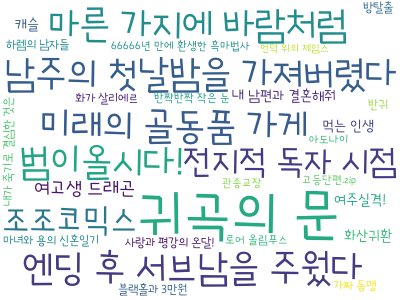 방탈출
캐슬
마른 가지에 바람처럼
하렘의 남자들
66666년 만에 환생한 흑마법사
언덕 위의 제임스
남주의 첫날밤을 가져버렸다
화가 살리에르
반짝반짝 작은 눈
내 남편과 결혼해줘
반귀
미래의 골동품 가게
먹는 인생
아도나이
내가 죽기로 결심한 것은
범이올시다!
전지적 독자 시점
여고생 드래곤
관송교장
고등단편.zip
여주실격!
조조코믹스
귀곡의 문
마녀와 용의 신혼일기
사랑과 평강의 온달!
로어 올림푸스
화산귀환
엔딩 후 서브남을 주웠다
블랙홀과 3만원
가짜 동맹